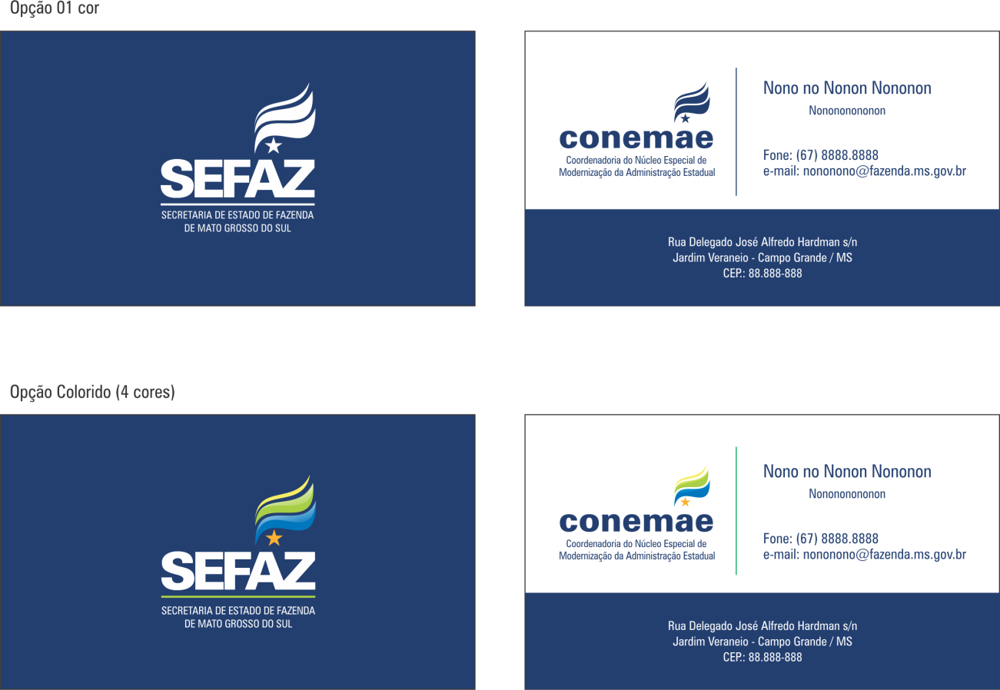 Opção 01 cor
SEFAZ
SECRETARIA DE ESTADO DE FAZENDA
DE MATO GROSSO DO SUL
conemae
Coordenadoria do Núcleo Especial de
Modernização da Administração Estadual
Nono no Nonon Nononon
Nononononon
Fone: (67) 8888.8888
e-mail: nononono@fazenda.ms.gov.br
Rua Delegado José Alfredo Hardman s/n
Jardim Veraneio - Campo Grande / MS
CEP.: 88.888-888
Opção Colorido (4 cores)
SEFAZ
SECRETARIA DE ESTADO DE FAZENDA
DE MATO GROSSO DO SUL
conemae
Coordenadoria do Núcleo Especial de
Modernização da Administração Estadual
Nono no Nonon Nononon
Nononononon
Fone: (67) 8888.8888
e-mail: nononono@fazenda.ms.gov.br
Rua Delegado José Alfredo Hardman s/n
Jardim Veraneio - Campo Grande / MS
CEP.: 88.888-888